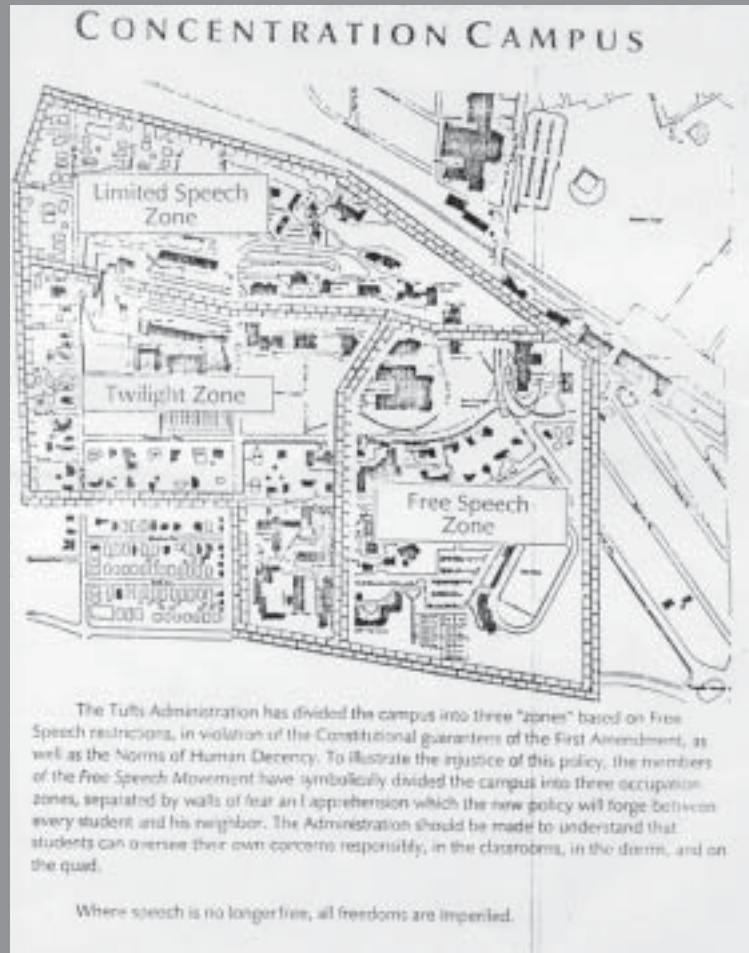 CONCENTRATION CAMPUS
Limited Speech
Zone
Twilight Zone
Free Speech
Zone
The Tufts Administration has divided the campus into three "zones" based on Free
Speech restrictions, in violation of the Constitutional guarantees of the First Amendment, as
well as the Norms of Human Decency. To illustrate the injustice of this policy, the members
of the Free Speech Movement have symbolically divided the campus into three occupation
zones, separated by walls of fear and apprehension which the new policy will forge between
every student and his neighbor. The Administration should be made to understand that
students can oversee their own concerns responsibly, in the classrooms, in the dorms, and on
the quad.
Where speech is no longer free, all freedoms are imperiled.